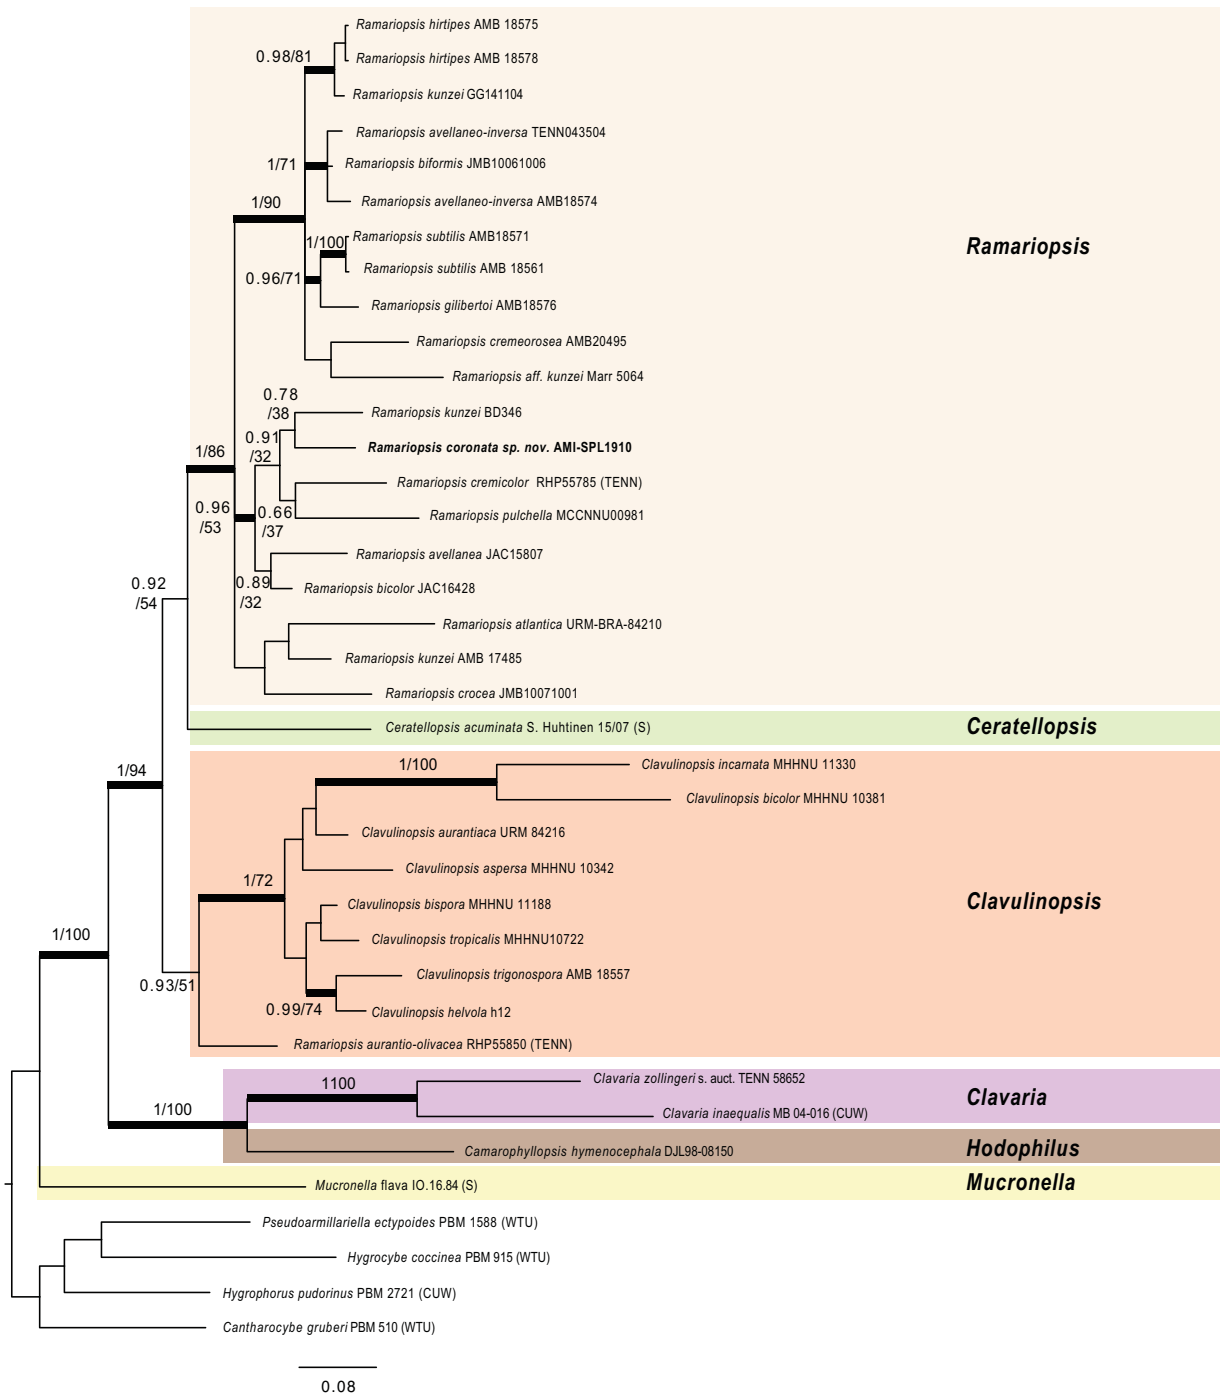 Ramariopsis hirtipes AMB 18575
0.98/81
Ramariopsis hirtipes AMB 18578
Ramariopsis kunzei GG141104
Ramariopsis avellaneo-inversa TENN043504
1/71
Ramariopsis biformis JMB10061006
Ramariopsis avellaneo-inversa AMB18574
1/90
Ramariopsis subtilis AMB18571
1/100
Ramariopsis
Ramariopsis subtilis AMB 18561
0.96/71
Ramariopsis gilibertoi AMB18576
Ramariopsis cremeorosea AMB20495
Ramariopsis aff. kunzei Marr 5064
0.78
/38
Ramariopsis kunzei BD346
0.91
/32
Ramariopsis coronata sp. nov. AMI-SPL1910
1/86
Ramariopsis cremicolor RHP55785 (TENN)
0.96
/53
0.66
/37
Ramariopsis pulchella MCCNNU00981
Ramariopsis avellanea JAC15807
0.89
/32
Ramariopsis bicolor JAC16428
0.92
/54
Ramariopsis atlantica URM-BRA-84210
Ramariopsis kunzei AMB 17485
Ramariopsis crocea JMB10071001
Ceratellopsis acuminata S. Huhtinen 15/07 (S)
Ceratellopsis
1/94
1/100
Clavulinopsis incarnata MHHNU 11330
Clavulinopsis bicolor MHHNU 10381
Clavulinopsis aurantiaca URM 84216
Clavulinopsis aspersa MHHNU 10342
1/72
Clavulinopsis
Clavulinopsis bispora MHHNU 11188
Clavulinopsis tropicalis MHHNU10722
1/100
Clavulinopsis trigonospora AMB 18557
0.93/51
0.99/74
Clavulinopsis helvola h12
Ramariopsis aurantio-olivacea RHP55850 (TENN)
Clavaria zollingeri s. auct. TENN 58652
1100
Clavaria
1/100
Clavaria inaequalis MB 04-016 (CUW)
Camarophyllopsis hymenocephala DJL98-08150
Hodophilus
Mucronella flava IO.16.84 (S)
Mucronella
Pseudoarmillariella ectypoides PBM 1588 (WTU)
Hygrocybe coccinea PBM 915 (WTU)
Hygrophorus pudorinus PBM 2721 (CUW)
Cantharocybe gruberi PBM 510 (WTU)
0.08